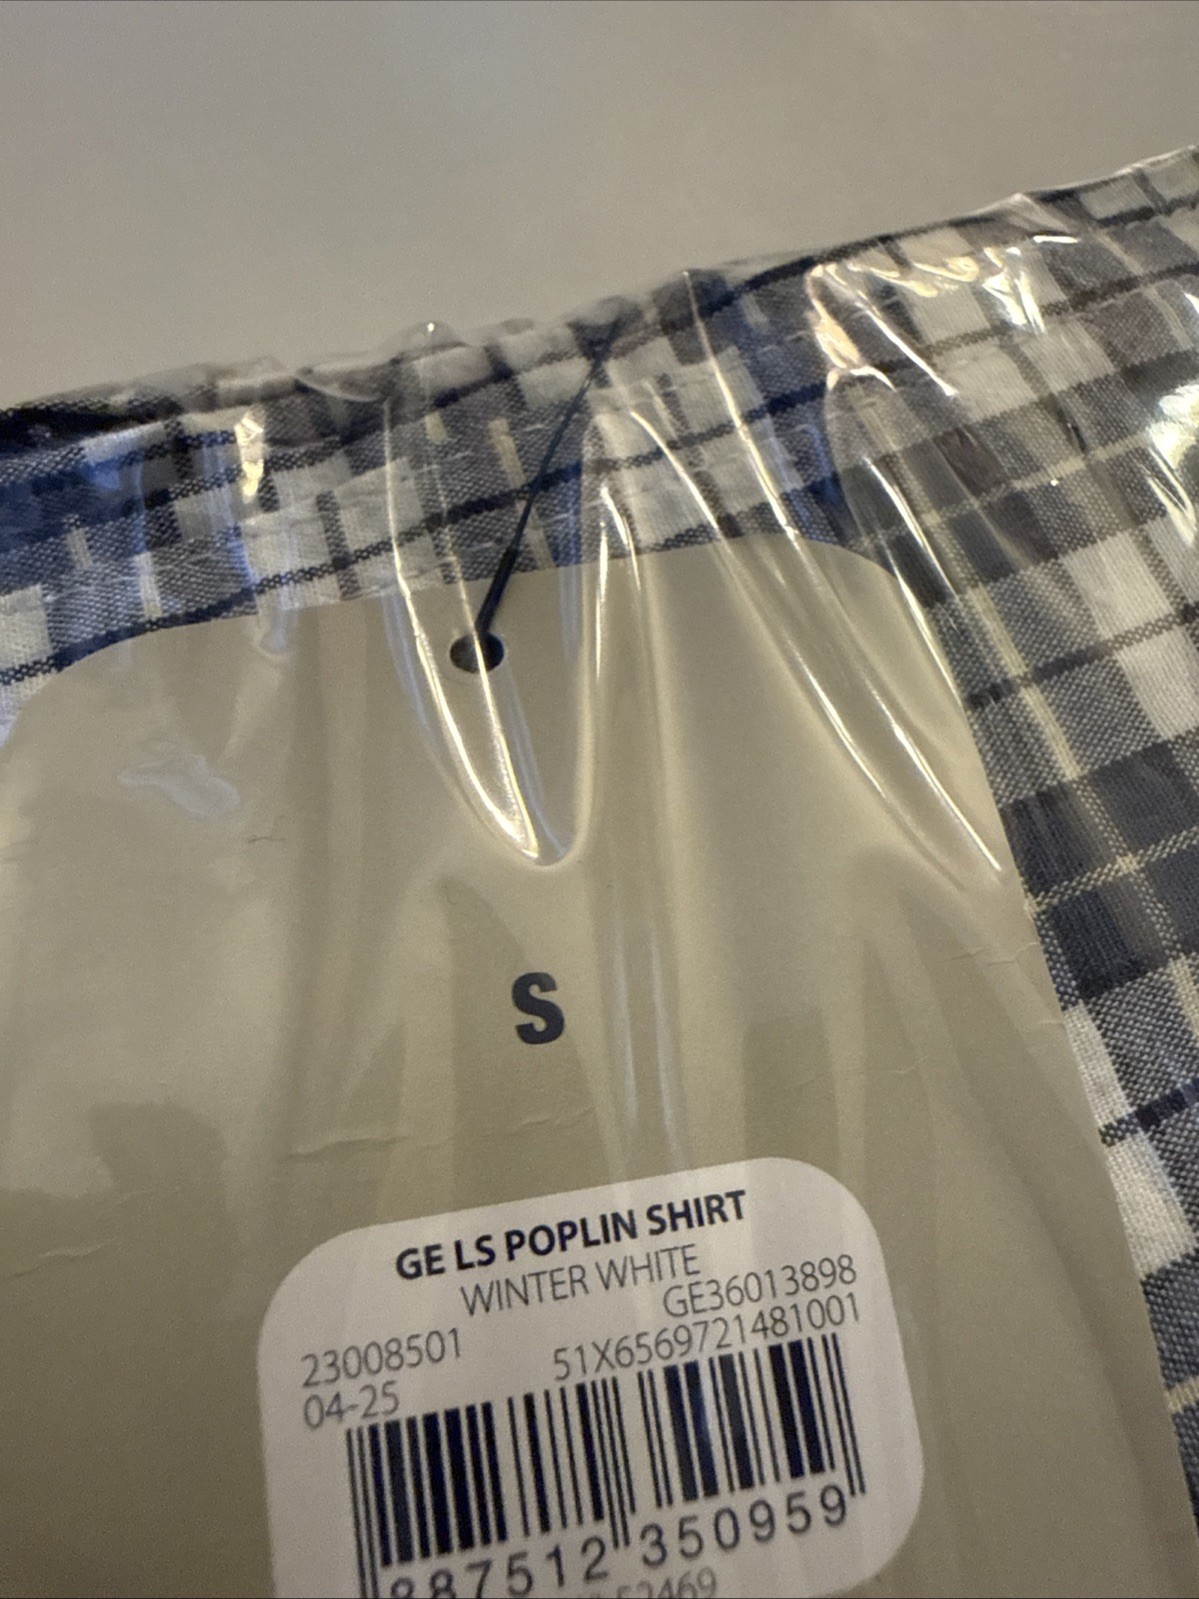 S
GE LS POPLIN SHIRT
WINTER WHITE
GE36013898
23008501
51X6569721481001
04-25
887512 350959